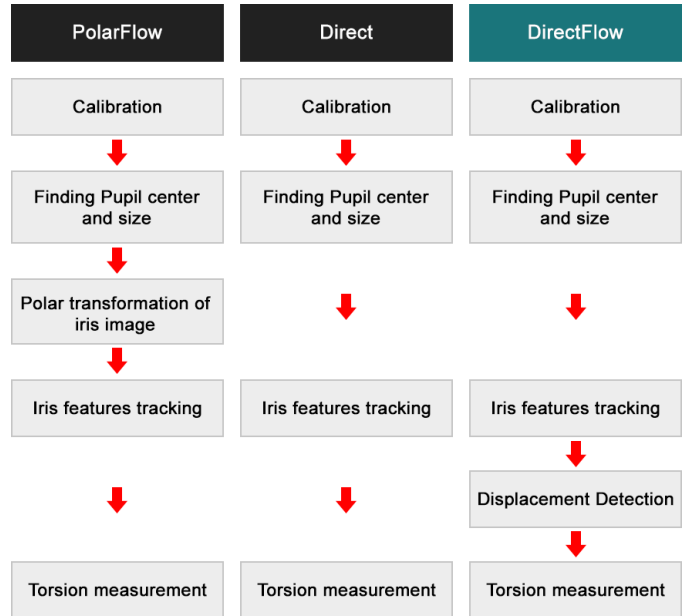 PolarFlow
Direct
DirectFlow
Calibration
Calibration
Calibration
Finding Pupil center
and size
Finding Pupil center
and size
Finding Pupil center
and size
Polar transformation of
iris image
Iris features tracking
Iris features tracking
Iris features tracking
Displacement Detection
Torsion measurement
Torsion measurement
Torsion measurement